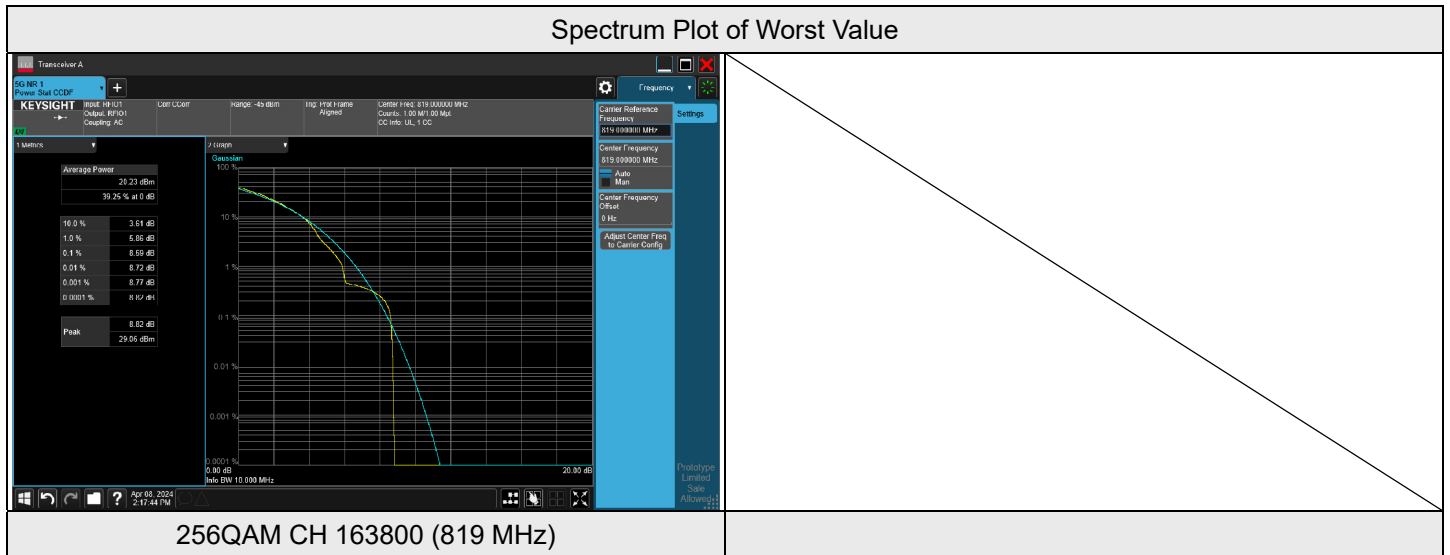 Spectrum Plot of Worst Value
Transceiver A
5G NR 1
Power Stat CCDF
Frequency
KEYSIGHT
Input: RFIO1
Output: RFIO1
Coupling: AC
Corr CCorr
Range: -45 dBm
Trig: Prot Frame
Aligned
Center Freq: 819.000000 MHz
Counts: 1.00 M/1.00 Mpt
CC Info: UL, 1 CC
1 Metrics
Average Power
20.23 dBm
39.25 % at 0 dB
10.0 % 3.61 dB
1.0 % 5.86 dB
0.1 % 8.59 dB
0.01 % 8.72 dB
0.001 % 8.77 dB
0.0001 % 8.82 dB
Peak
8.82 dB
29.06 dBm
2 Graph
Gaussian
100 %
10 %
1 %
0.1 %
0.01 %
0.001 %
0.0001 %
0.00 dB 20.00 dB
Info BW 10.000 MHz
Carrier Reference
Frequency
819.000000 MHz
Center Frequency
819.000000 MHz
Auto
Man
Center Frequency
Offset
0 Hz
Adjust Center Freq
to Carrier Config
Settings
Prototype
Limited
Sale
Allowed
?
Apr 08, 2024
2:17:44 PM
256QAM CH 163800 (819 MHz)